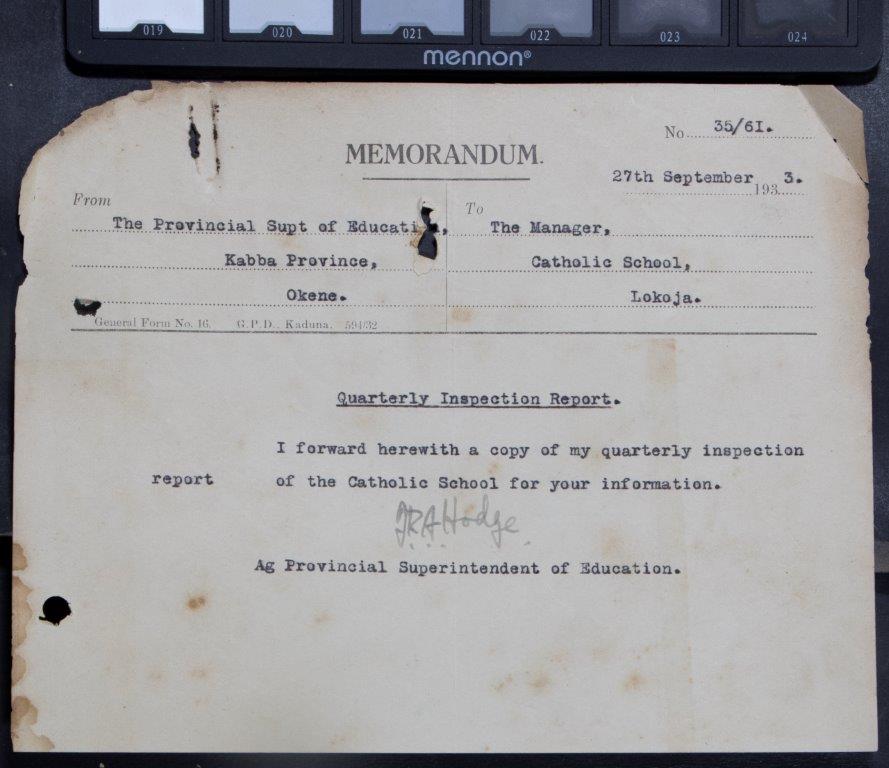 019 020 021 022 023 024
mennon®
No 35/61.
MEMORANDUM.
27th September 1933.
From
To
The Provincial Supt of Education, The Manager,
Kabba Province, Catholic School,
Okene. Lokoja.
General Form No. 16. G.P.D., Kaduna. 594/32
Quarterly Inspection Report.
I forward herewith a copy of my quarterly inspection
report of the Catholic School for your information.
Hodge
Ag Provincial Superintendent of Education.